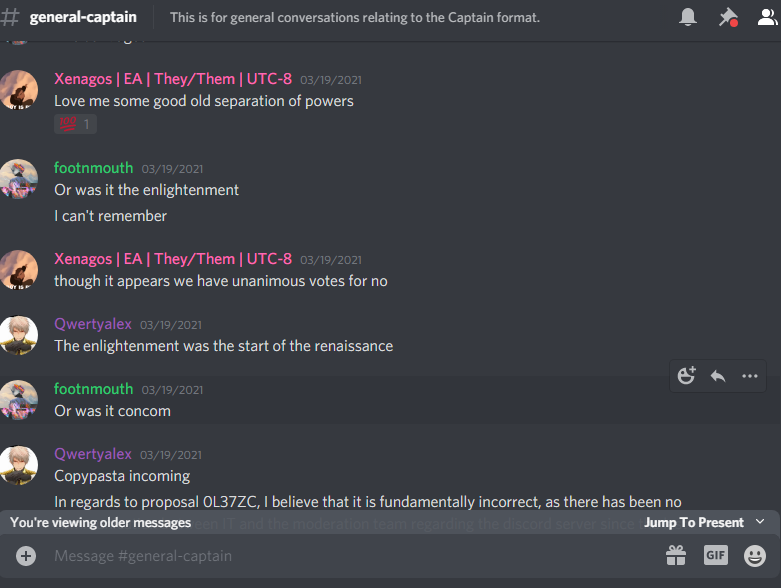 # general-captain
This is for general conversations relating to the Captain format.
Xenagos | EA | They/Them | UTC-8 03/19/2021
Love me some good old separation of powers
1
footnmouth 03/19/2021
Or was it the enlightenment
I can't remember
Xenagos | EA | They/Them | UTC-8 03/19/2021
though it appears we have unanimous votes for no
Qwertyalex 03/19/2021
The enlightenment was the start of the renaissance
footnmouth 03/19/2021
Or was it concom
Qwertyalex 03/19/2021
Copypasta incoming
In regards to proposal 0L37ZC, I believe that it is fundamentally incorrect, as there has been no
You're viewing older messages
IT and the moderation team regarding the discord server since
Jump To Present
Message #general-captain
GIF